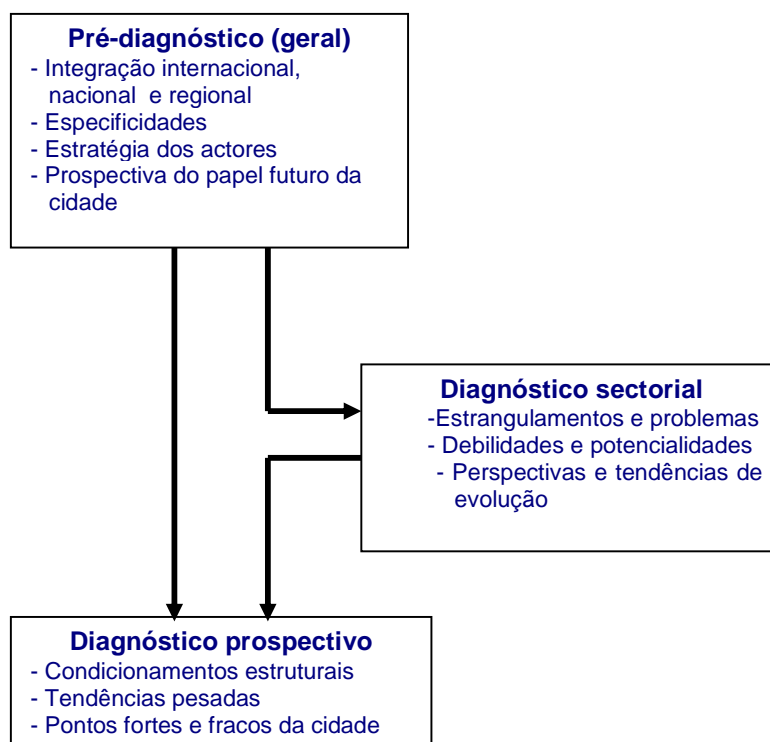 Pré-diagnóstico (geral)
- Integração internacional,
nacional e regional
- Especificidades
- Estratégia dos actores
- Prospectiva do papel futuro da
cidade
Diagnóstico sectorial
-Estrangulamentos e problemas
- Debilidades e potencialidades
- Perspectivas e tendências de
evolução
Diagnóstico prospectivo
- Condicionamentos estruturais
- Tendências pesadas
- Pontos fortes e fracos da cidade